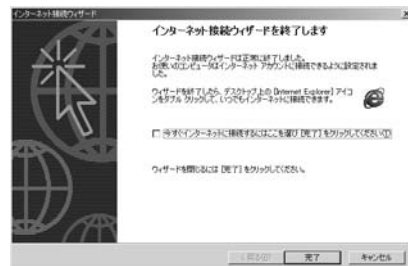 インターネット接続ウィザード
インターネット接続ウィザードを終了します
インターネット接続ウィザードは正常に終了しました。
お使いのコンピュータはインターネット アカウントに接続できるように設定されま
した。
ウィザードを終了したら、デスクトップ上の [Internet Explorer] アイコ
ンをダブル クリックして、いつでもインターネットに接続できます。
今すぐインターネットに接続するにはここを選び [完了] をクリックしてください(I)
ウィザードを閉じるには [完了] をクリックしてください。
< 戻る(B)
完了
キャンセル